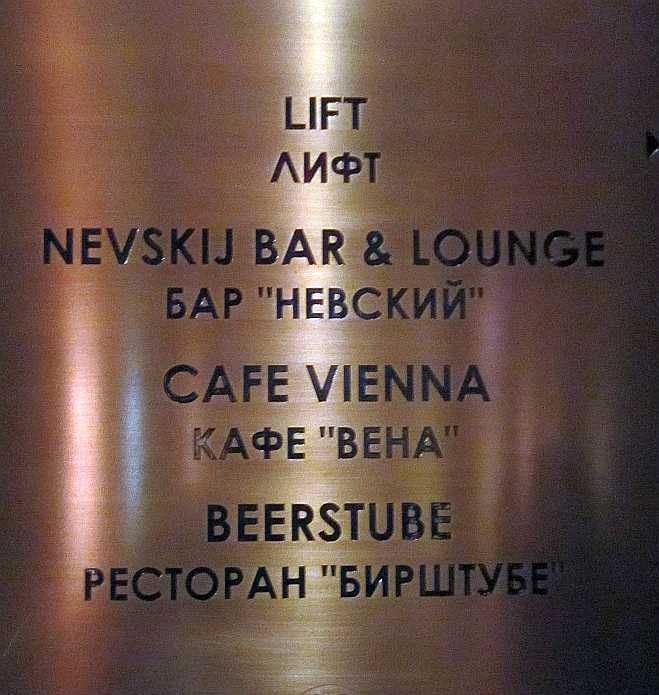 LIFT
ЛИФТ
NEVSKIJ BAR & LOUNGE
БАР "НЕВСКИЙ"
CAFE VIENNA
КАФЕ "ВЕНА"
BEERSTUBE
РЕСТОРАН "БИРШТУБЕ"